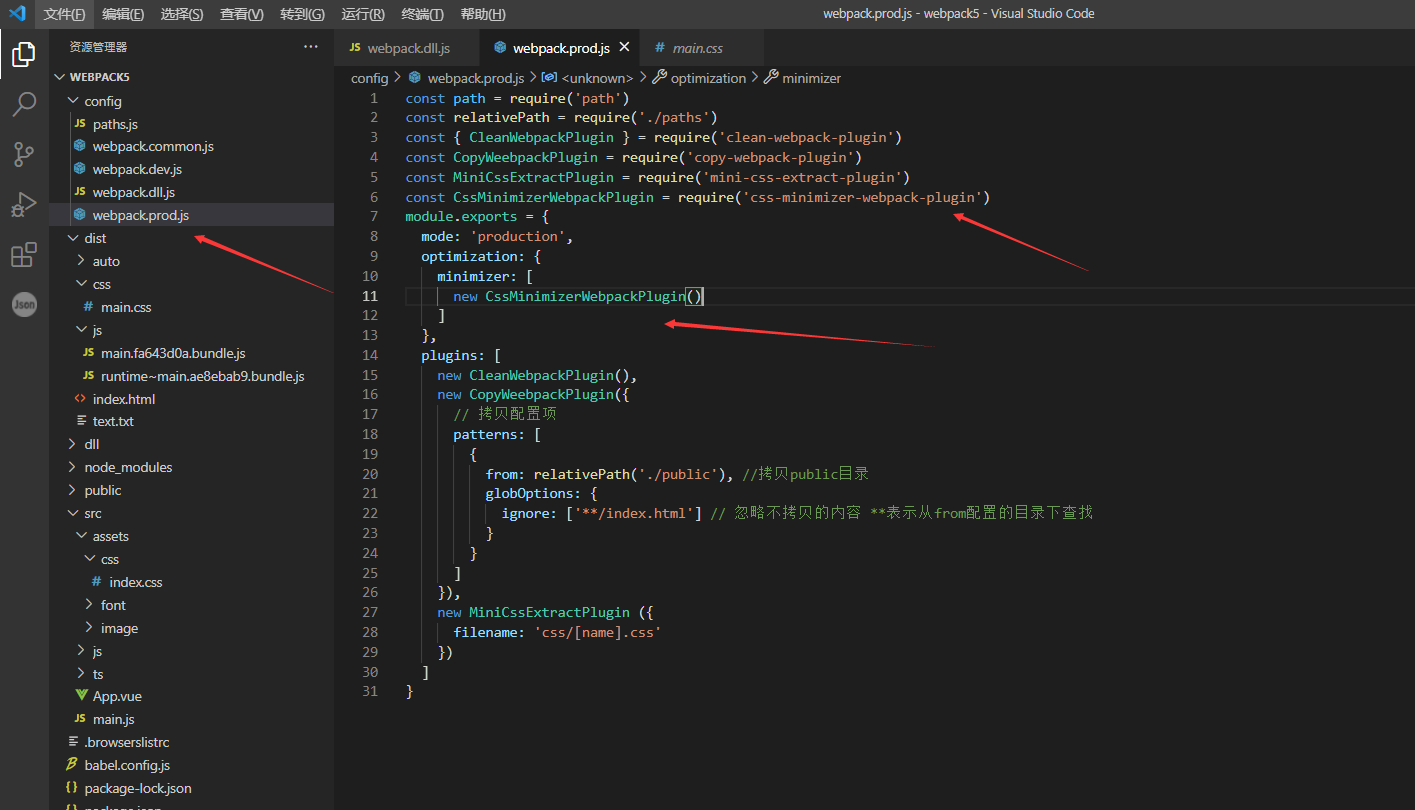 文件(F) 编辑(E) 选择(S) 查看(V) 转到(G) 运行(R) 终端(T) 帮助(H) webpack.prod.js - webpack5 - Visual Studio Code
资源管理器 ···
WEBPACK5
config
JS paths.js
webpack.common.js
webpack.dev.js
JS webpack.dll.js
webpack.prod.js
dist
auto
css
# main.css
js
JS main.fa643d0a.bundle.js
JS runtime~main.ae8ebab9.bundle.js
<> index.html
text.txt
dll
node_modules
public
src
assets
css
# index.css
font
image
js
ts
App.vue
JS main.js
.browserslistrc
babel.config.js
{} package-lock.json
{} package.json
Json
JS webpack.dll.js webpack.prod.js × # main.css
config > webpack.prod.js > <unknown> > optimization > minimizer
1 const path = require('path')
2 const relativePath = require('./paths')
3 const { CleanWebpackPlugin } = require('clean-webpack-plugin')
4 const CopyWeebpackPlugin = require('copy-webpack-plugin')
5 const MiniCssExtractPlugin = require('mini-css-extract-plugin')
6 const CssMinimizerWebpackPlugin = require('css-minimizer-webpack-plugin')
7 module.exports = {
8 mode: 'production',
9 optimization: {
10 minimizer: [
11 new CssMinimizerWebpackPlugin()
12 ]
13 },
14 plugins: [
15 new CleanWebpackPlugin(),
16 new CopyWeebpackPlugin({
17 // 拷贝配置项
18 patterns: [
19 {
20 from: relativePath('./public'), //拷贝public目录
21 globOptions: {
22 ignore: ['**/index.html'] // 忽略不拷贝的内容 **表示从from配置的目录下查找
23 }
24 }
25 ]
26 }),
27 new MiniCssExtractPlugin ({
28 filename: 'css/[name].css'
29 })
30 ]
31 }